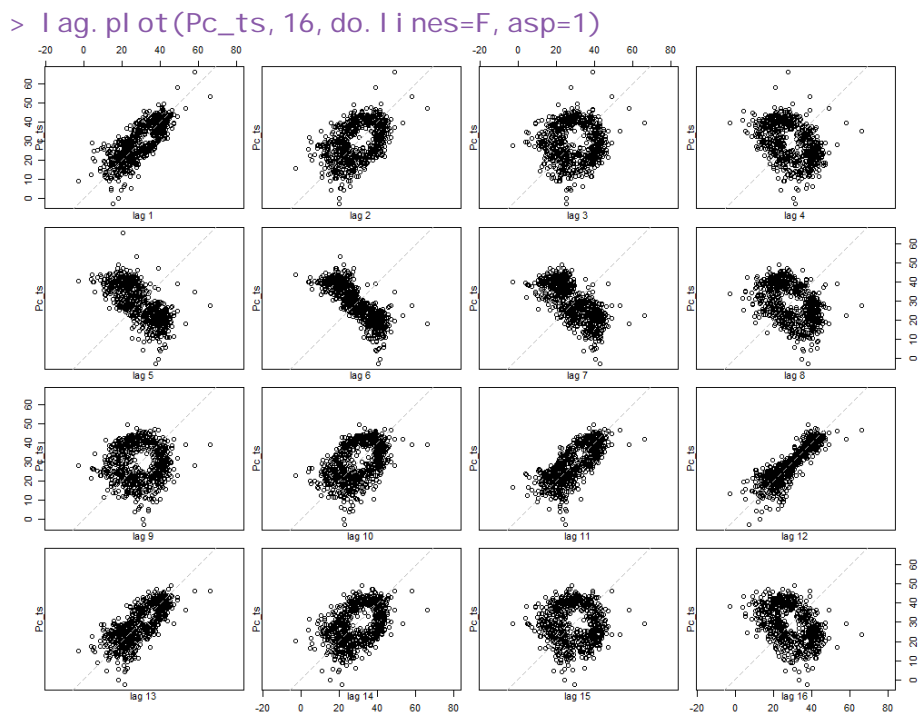 > lag.plot(Pc_ts, 16, do.lines=F, asp=1)
-20 0 20 40 60 80
-20 0 20 40 60 80
0 10 20 30 40 50 60
Pc_ts
Pc_ts
Pc_ts
Pc_ts
lag 1
lag 2
lag 3
lag 4
Pc_ts
Pc_ts
Pc_ts
Pc_ts
0 10 20 30 40 50 60
lag 5
lag 6
lag 7
lag 8
0 10 20 30 40 50 60
Pc_ts
Pc_ts
Pc_ts
Pc_ts
lag 9
lag 10
lag 11
lag 12
Pc_ts
Pc_ts
Pc_ts
Pc_ts
0 10 20 30 40 50 60
lag 13
lag 14
lag 15
lag 16
-20 0 20 40 60 80
-20 0 20 40 60 80